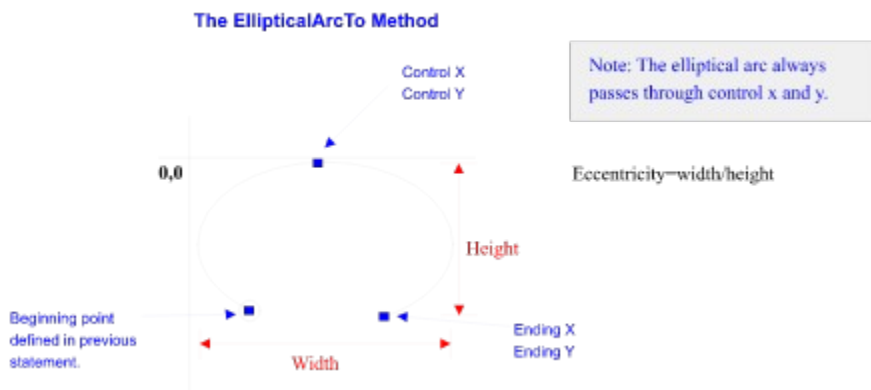 The EllipticalArcTo Method
Control X
Control Y
Note: The elliptical arc always
passes through control x and y.
0,0
Eccentricity=width/height
Height
Beginning point
defined in previous
statement.
Ending X
Ending Y
Width